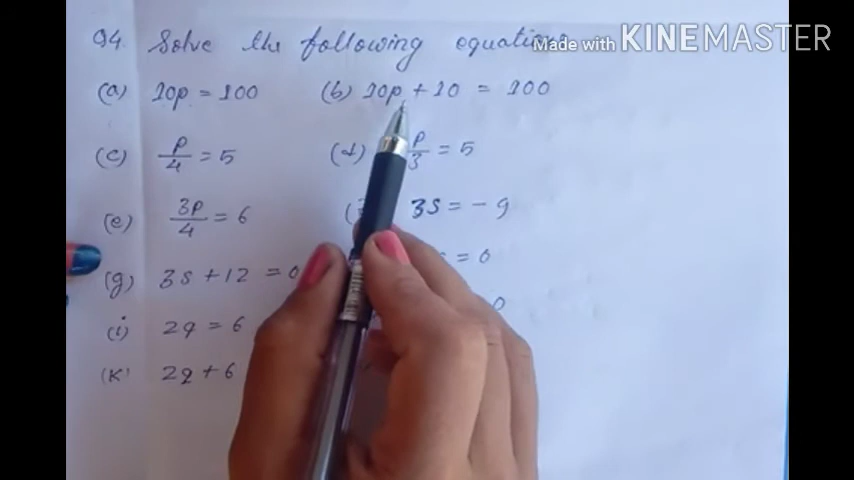 Q4. Solve the following equations
Made with KINEMASTER
(a) 10p = 100 (b) 10p + 10 = 100
(c) p/4 = 5 (d) p/3 = 5
(e) 3p/4 = 6 3s = - 9
(g) 3s + 12 = 0 = 0
(i) 2q = 6 0
(K) 2q + 6